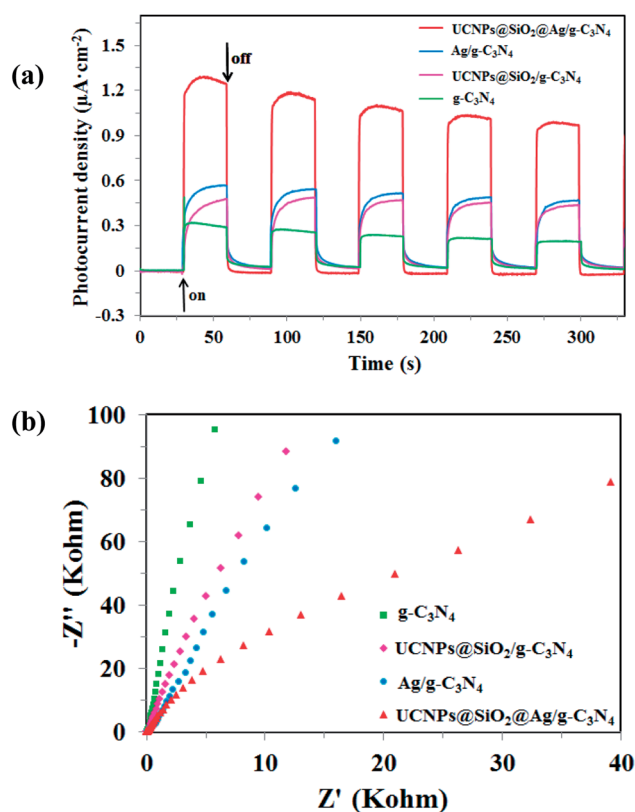 (a)
Photocurrent density (µA·cm⁻²)
1.5
1.2
0.9
0.6
0.3
0
-0.3
off
on
UCNPs@SiO₂@Ag/g-C₃N₄
Ag/g-C₃N₄
UCNPs@SiO₂/g-C₃N₄
g-C₃N₄
0 50 100 150 200 250 300
Time (s)
(b)
-Z'' (Kohm)
100
80
60
40
20
0
g-C₃N₄
UCNPs@SiO₂/g-C₃N₄
Ag/g-C₃N₄
UCNPs@SiO₂@Ag/g-C₃N₄
0 10 20 30 40
Z' (Kohm)